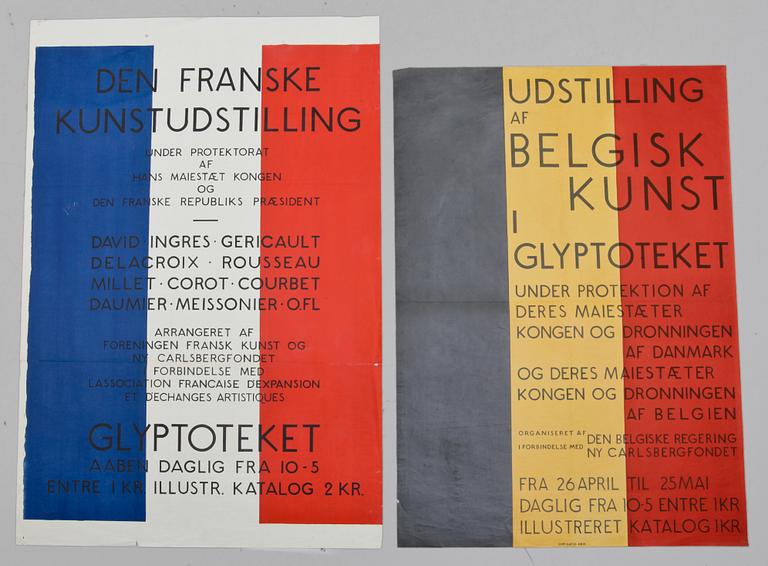 DEN FRANSKE
KUNSTUDSTILLING
UNDER PROTEKTORAT
AF
HANS MAIESTÆT KONGEN
OG
DEN FRANSKE REPUBLIKS PRÆSIDENT
DAVID · INGRES · GERICAULT
DELACROIX · ROUSSEAU
MILLET · COROT · COURBET
DAUMIER · MEISSONIER · O.FL
ARRANGERET AF
FORENINGEN FRANSK KUNST OG
NY CARLSBERGFONDET
I FORBINDELSE MED
LASSOCIATION FRANCAISE D'EXPANSION
ET D'ECHANGES ARTISTIQUES
GLYPTOTEKET
AABEN DAGLIG FRA 10-5
ENTRE 1 KR. ILLUSTR. KATALOG 2 KR.
UDSTILLING
AF
BELGISK
KUNST
I
GLYPTOTEKET
UNDER PROTEKTION AF
DERES MAIESTÆTER
KONGEN OG DRONNINGEN
AF DANMARK
OG DERES MAIESTÆTER
KONGEN OG DRONNINGEN
AF BELGIEN
ORGANISERET AF DEN BELGISKE REGERING
I FORBINDELSE MED NY CARLSBERGFONDET
FRA 26 APRIL TIL 25 MAI
DAGLIG FRA 10-5 ENTRE 1KR
ILLUSTRERET KATALOG 1KR